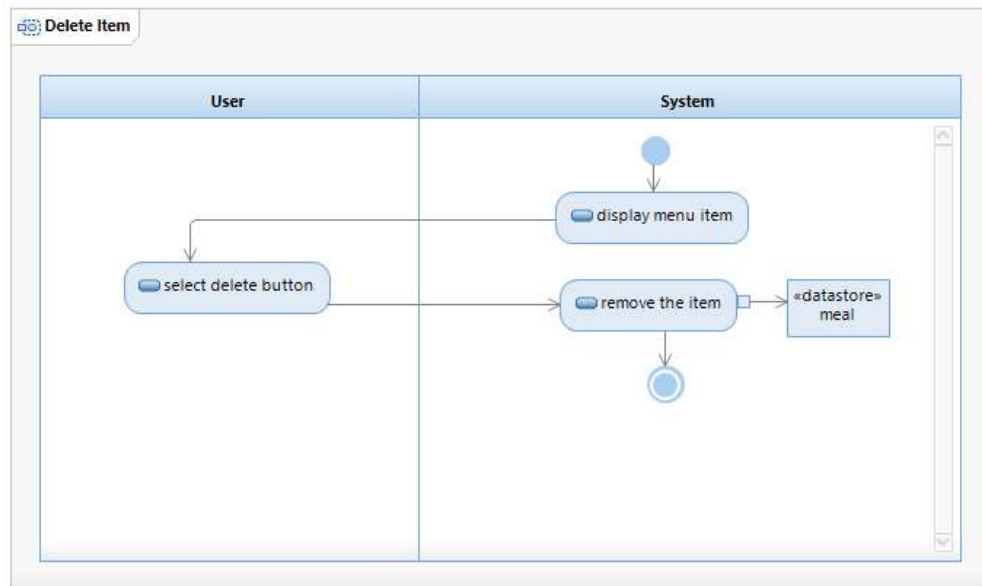 Delete Item
User
System
display menu item
select delete button
remove the item
«datastore»
meal